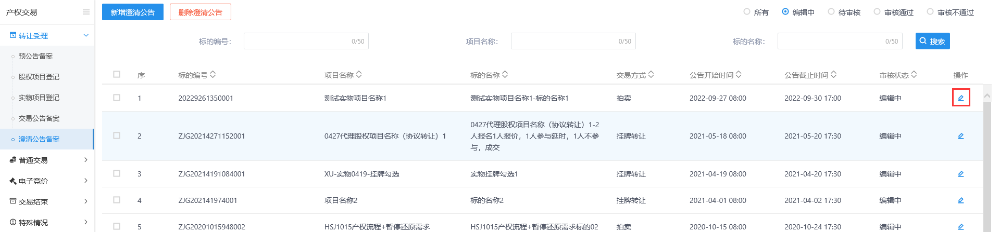 产权交易
转让受理
预公告备案
股权项目登记
实物项目登记
交易公告备案
澄清公告备案
普通交易
电子竞价
交易结束
特殊情况
新增澄清公告 删除澄清公告 所有 编辑中 待审核 审核通过 审核不通过
标的编号： 0/50 项目名称： 0/50 标的名称： 0/50 搜索
序 标的编号 项目名称 标的名称 交易方式 公告开始时间 公告截止时间 审核状态 操作
1 20229261350001 测试实物项目名称1 测试实物项目名称1-标的名称1 拍卖 2022-09-27 08:00 2022-09-30 17:00 编辑中
2 ZJG20214271152001 0427代理股权项目名称（协议转让）1 0427代理股权项目名称（协议转让）1-2
人报名1人报价，1人参与延时，1人不参
与，成交 挂牌转让 2021-05-18 08:00 2021-05-20 17:30 编辑中
3 ZJG20214191084001 XU-实物0419-挂牌勾选 实物挂牌勾选1 挂牌转让 2021-04-19 08:00 2021-04-20 17:30 编辑中
4 ZJG202141974001 项目名称2 标的名称2 挂牌转让 2021-04-01 08:00 2021-04-02 17:30 编辑中
5 ZJG20201015948002 HSJ1015产权流程+暂停还原需求 HSJ1015产权流程+暂停还原需求标的02 拍卖 2020-10-15 08:00 2020-10-24 17:30 编辑中